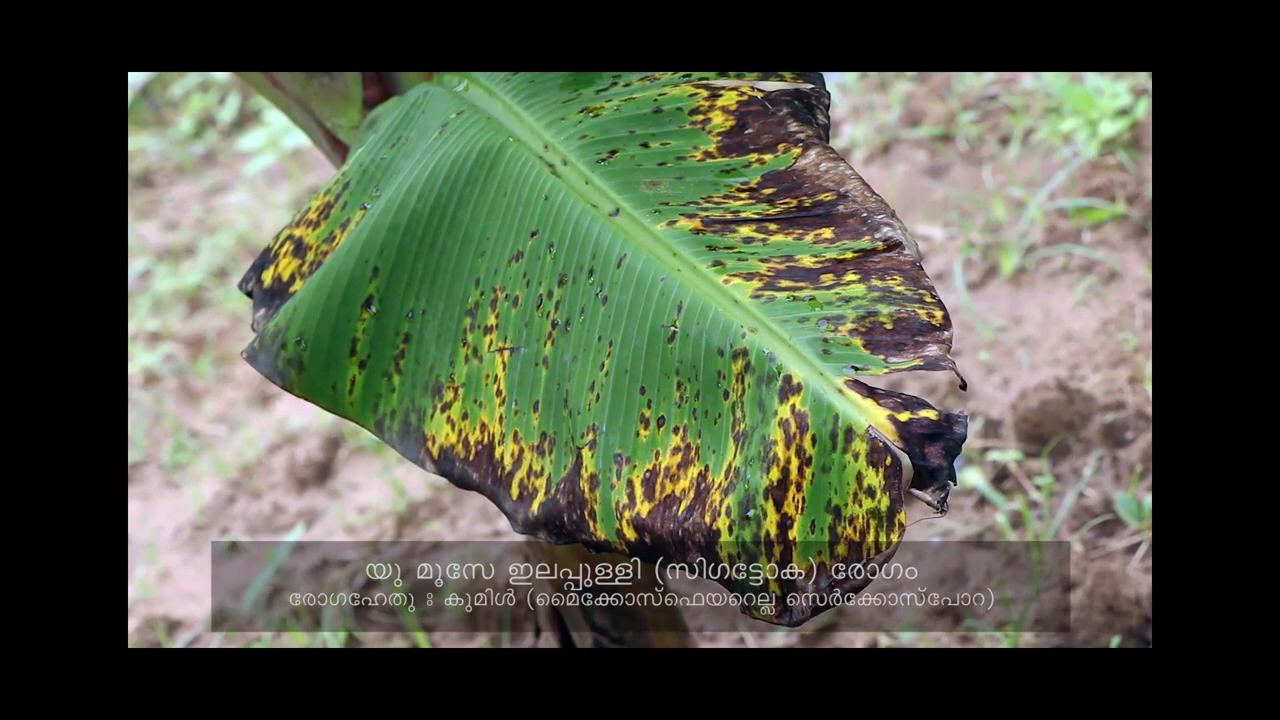 യു മൂസേ ഇലപ്പുള്ളി (സിഗട്ടോക) രോഗം
രോഗഹേതു : കുമിൾ (മൈക്കോസ്ഫെയറെല്ല സെർക്കോസ്പോറ)